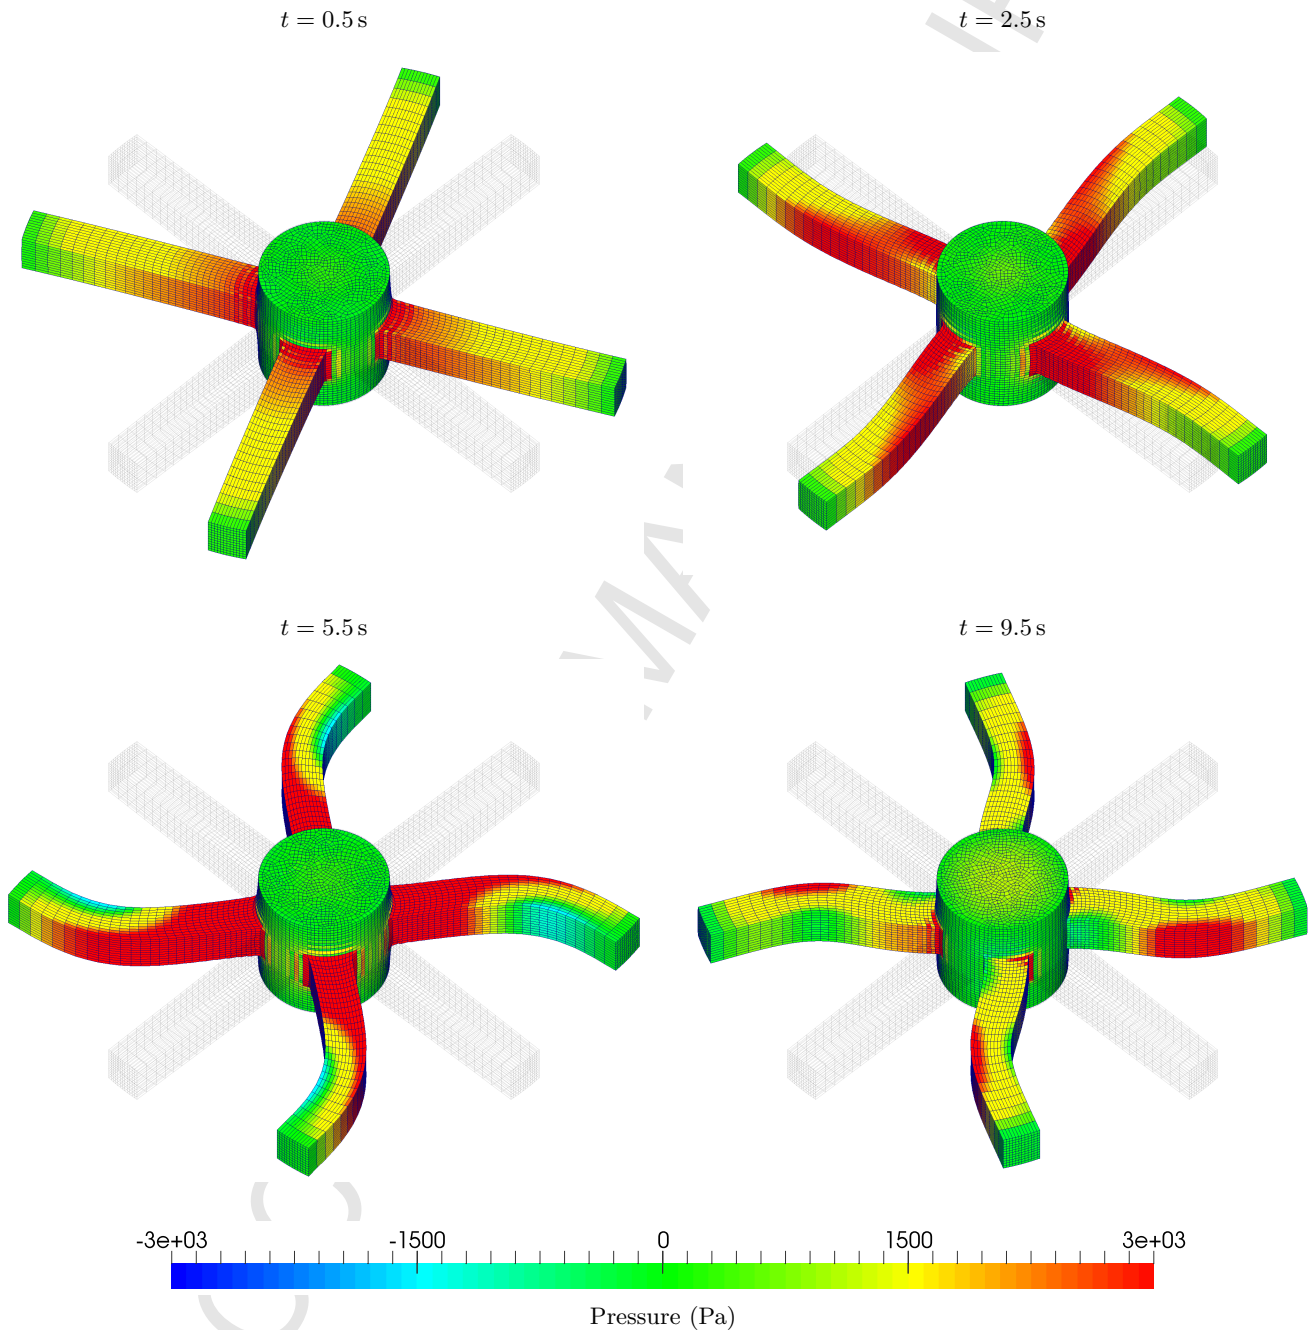 t = 0.5 s
t = 2.5 s
t = 5.5 s
t = 9.5 s
-3e+03 -1500 0 1500 3e+03
Pressure (Pa)